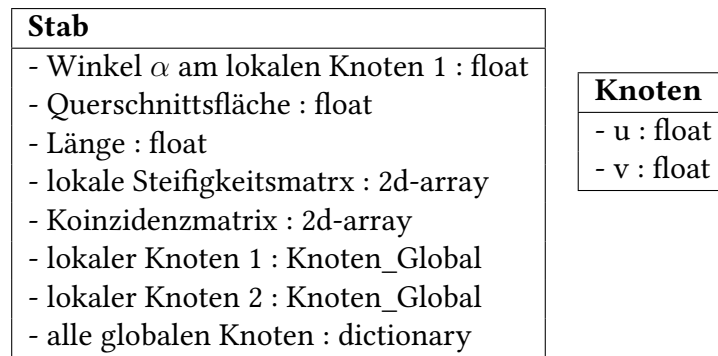 Stab
- Winkel α am lokalen Knoten 1 : float
- Querschnittsfläche : float
- Länge : float
- lokale Steifigkeitsmatrx : 2d-array
- Koinzidenzmatrix : 2d-array
- lokaler Knoten 1 : Knoten_Global
- lokaler Knoten 2 : Knoten_Global
- alle globalen Knoten : dictionary
Knoten
- u : float
- v : float